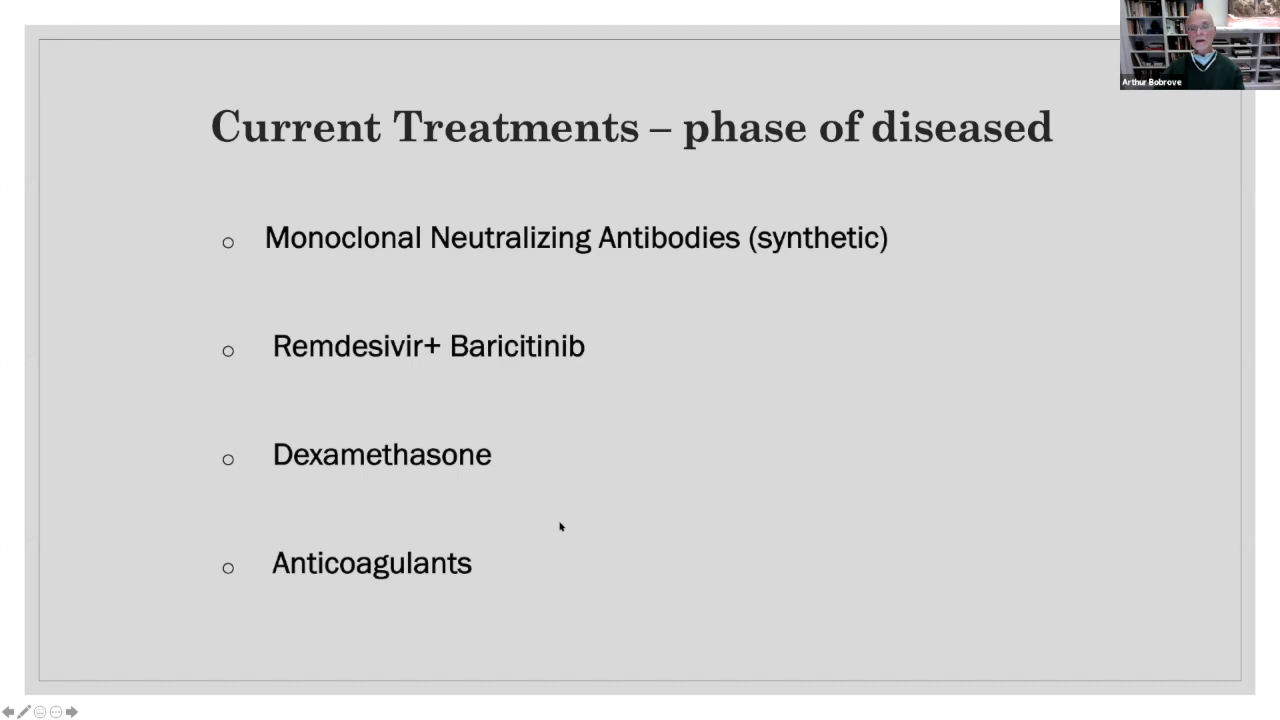 Arthur Bobrove
Current Treatments – phase of diseased
Monoclonal Neutralizing Antibodies (synthetic)
Remdesivir+ Baricitinib
Dexamethasone
Anticoagulants